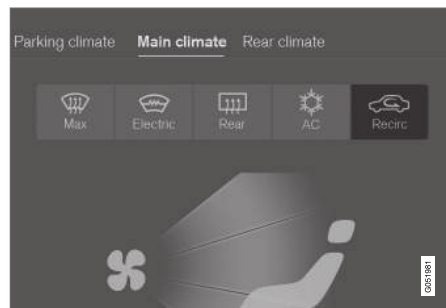 Parking climate Main climate Rear climate
Max Electric Rear AC Recirc
G051981